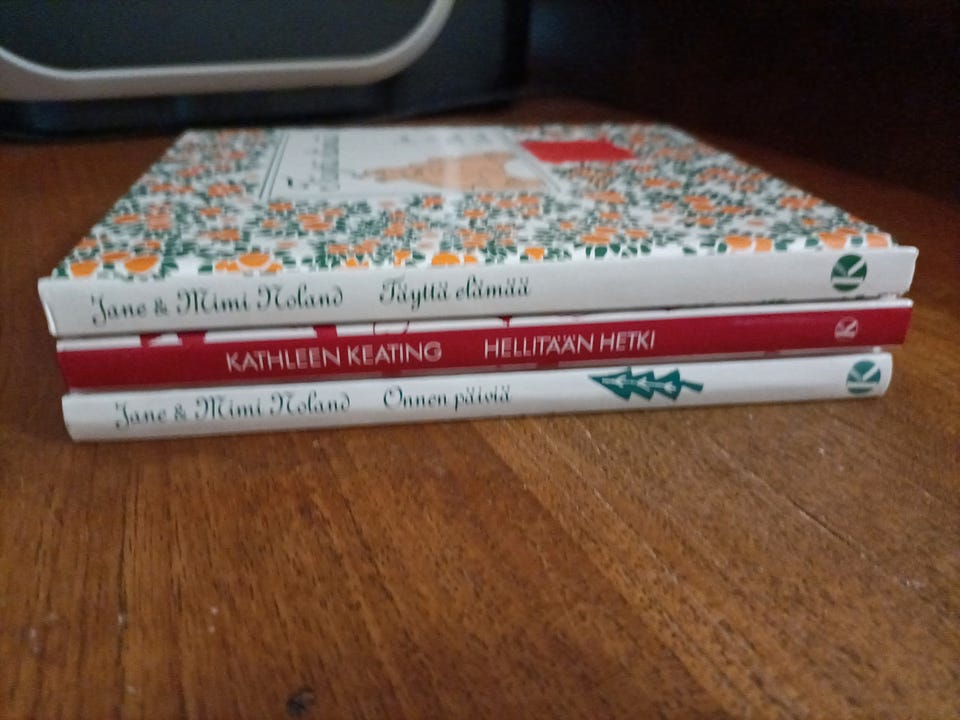 Jane & Mimi Noland Täyttä elämää K
KATHLEEN KEATING HELLITÄÄN HETKI K
Jane & Mimi Noland Onnen päiviä K